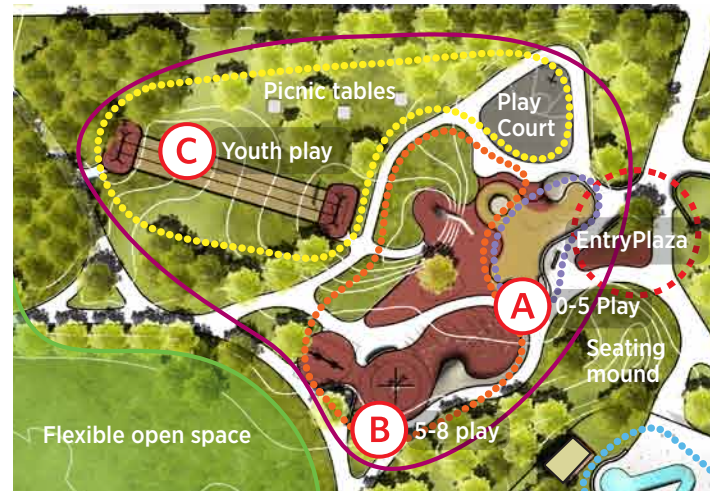 Picnic tables
Play
Court
C
Youth play
EntryPlaza
A
0-5 Play
Seating
mound
B
5-8 play
Flexible open space